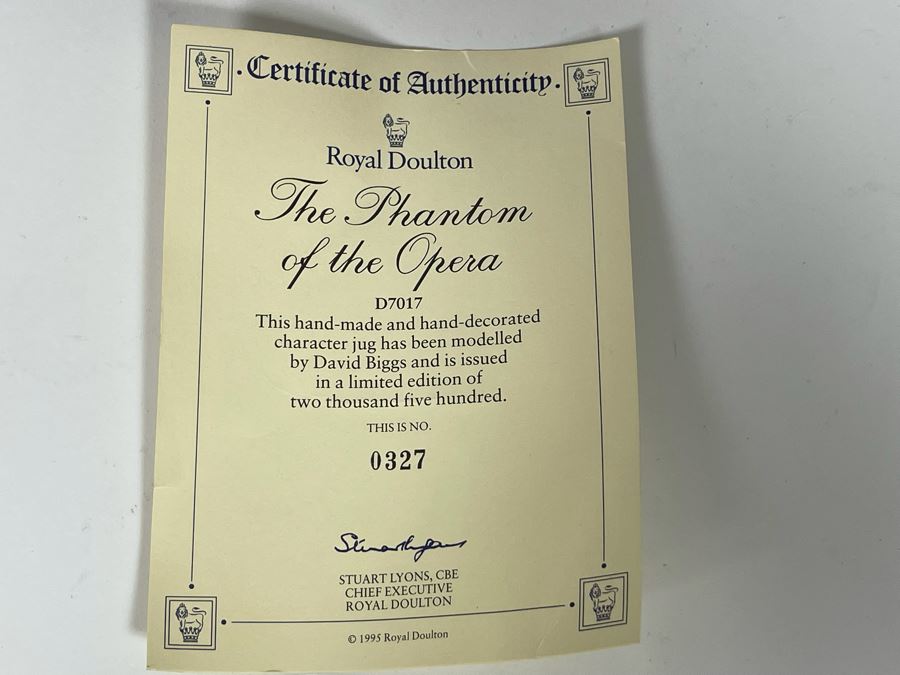 · Certificate of Authenticity ·
Royal Doulton
The Phantom
of the Opera
D7017
This hand-made and hand-decorated
character jug has been modelled
by David Biggs and is issued
in a limited edition of
two thousand five hundred.
THIS IS NO.
0327
Stuart Lyons
STUART LYONS, CBE
CHIEF EXECUTIVE
ROYAL DOULTON
© 1995 Royal Doulton